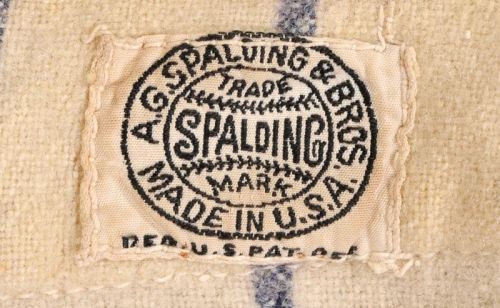 A.G. SPALDING & BROS
TRADE
SPALDING
MARK
MADE IN U.S.A.
REG. U.S. PAT. OFF